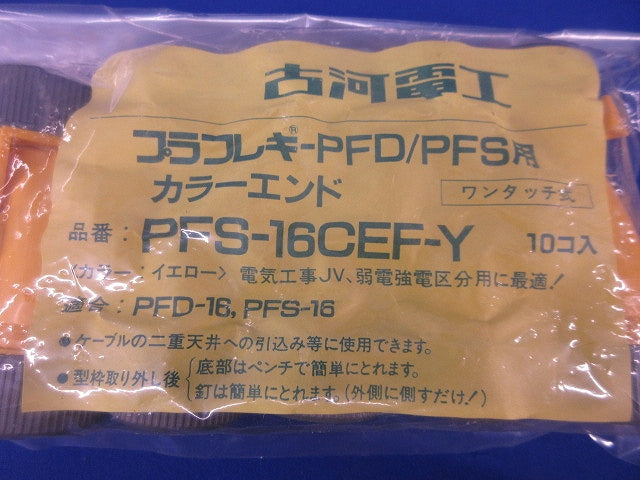 古河電工
プラフレキ®-PFD/PFS用
カラーエンド
ワンタッチ式
品番：PFS-16CEF-Y 10コ入
〈カラー：イエロー〉電気工事JV、弱電強電区分用に最適！
適合：PFD-16, PFS-16
●ケーブルの二重天井への引込み等に使用できます。
●型枠取り外し後
底部はペンチで簡単にとれます。
釘は簡単にとれます。(外側に倒すだけ！)